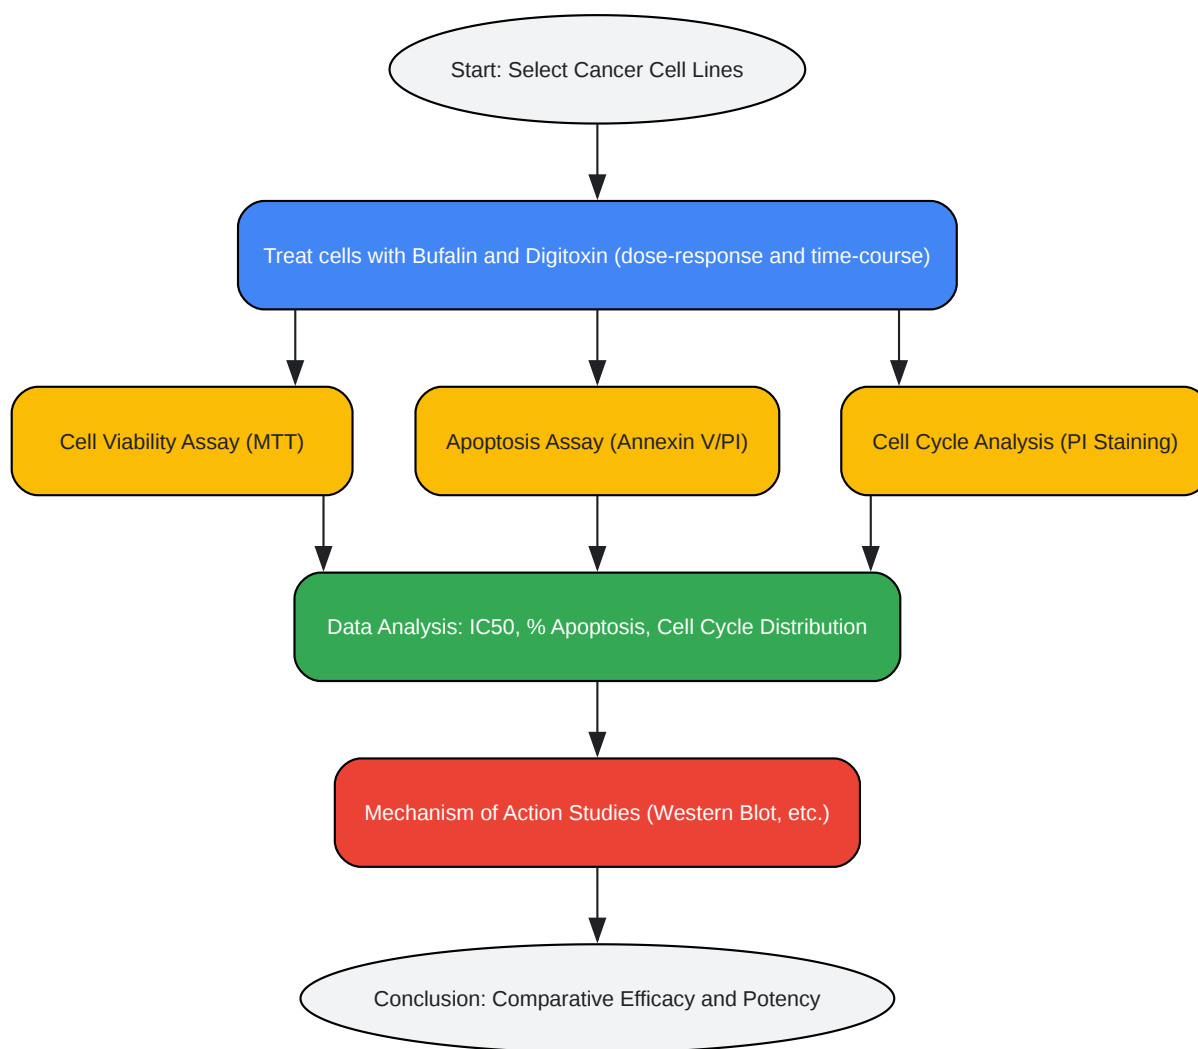 Start: Select Cancer Cell Lines
Treat cells with Bufalin and Digitoxin (dose-response and time-course)
Cell Viability Assay (MTT)
Apoptosis Assay (Annexin V/PI)
Cell Cycle Analysis (PI Staining)
Data Analysis: IC50, % Apoptosis, Cell Cycle Distribution
Mechanism of Action Studies (Western Blot, etc.)
Conclusion: Comparative Efficacy and Potency